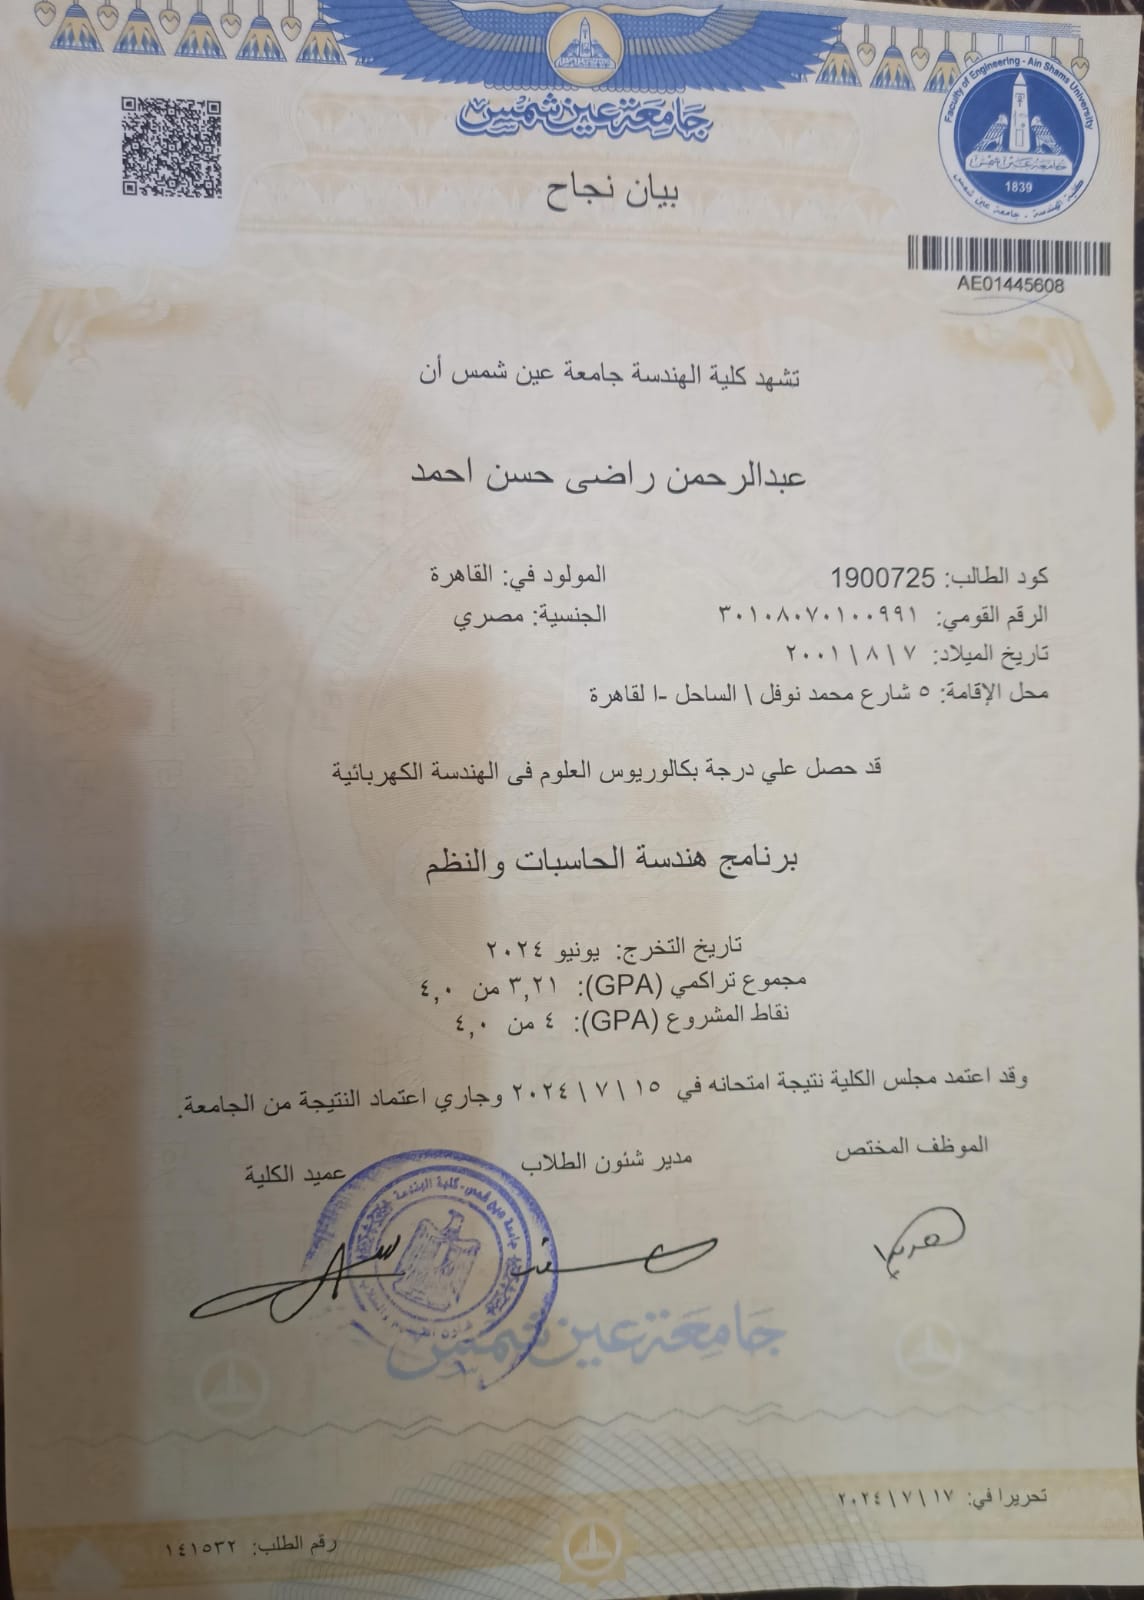 جامعة عين شمس
Faculty of Engineering - Ain Shams University
جامعة عين شمس
1839
كلية الهندسة - جامعة عين شمس
بيان نجاح
AE01445608
تشهد كلية الهندسة جامعة عين شمس أن
عبدالرحمن راضى حسن احمد
كود الطالب: 1900725 المولود في: القاهرة
الرقم القومي: ٣٠١٠٨٠٧٠١٠٠٩٩١ الجنسية: مصري
تاريخ الميلاد: ٧ \ ٨ \ ٢٠٠١
محل الإقامة: ٥ شارع محمد نوفل \ الساحل -ا لقاهرة
قد حصل علي درجة بكالوريوس العلوم فى الهندسة الكهربائية
برنامج هندسة الحاسبات والنظم
تاريخ التخرج: يونيو ٢٠٢٤
مجموع تراكمي (GPA): ٣,٢١ من ٤,٠
نقاط المشروع (GPA): ٤ من ٤,٠
وقد اعتمد مجلس الكلية نتيجة امتحانه في ١٥ \ ٧ \ ٢٠٢٤ وجاري اعتماد النتيجة من الجامعة.
الموظف المختص مدير شئون الطلاب عميد الكلية
جامعة عين شمس
تحريرا في: ١٧ \ ٧ \ ٢٠٢٤
رقم الطلب: ١٤١٥٣٢